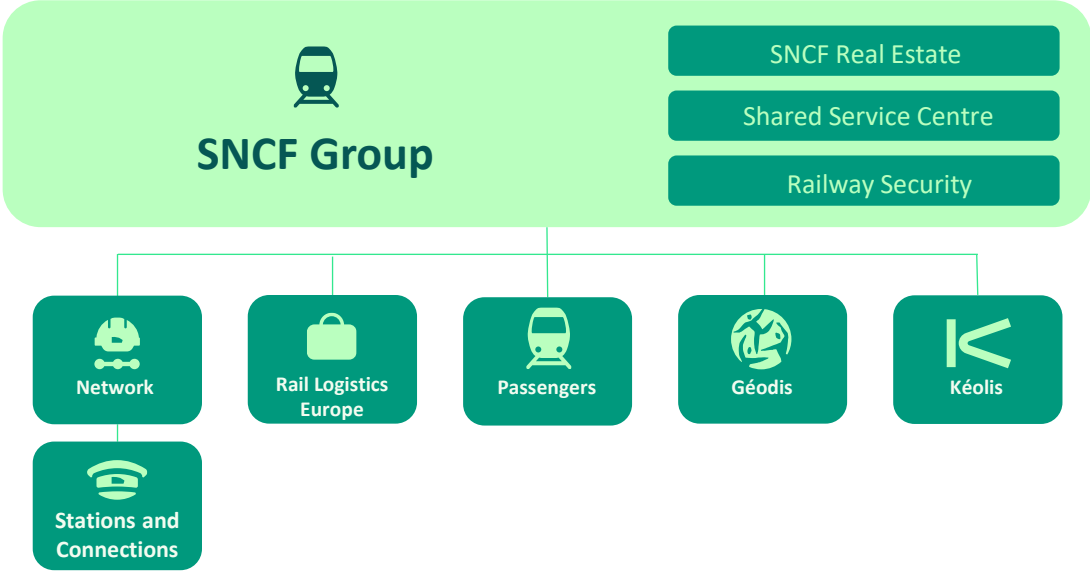 SNCF Group
SNCF Real Estate
Shared Service Centre
Railway Security
Network
Rail Logistics
Europe
Passengers
Géodis
Kéolis
Stations and
Connections